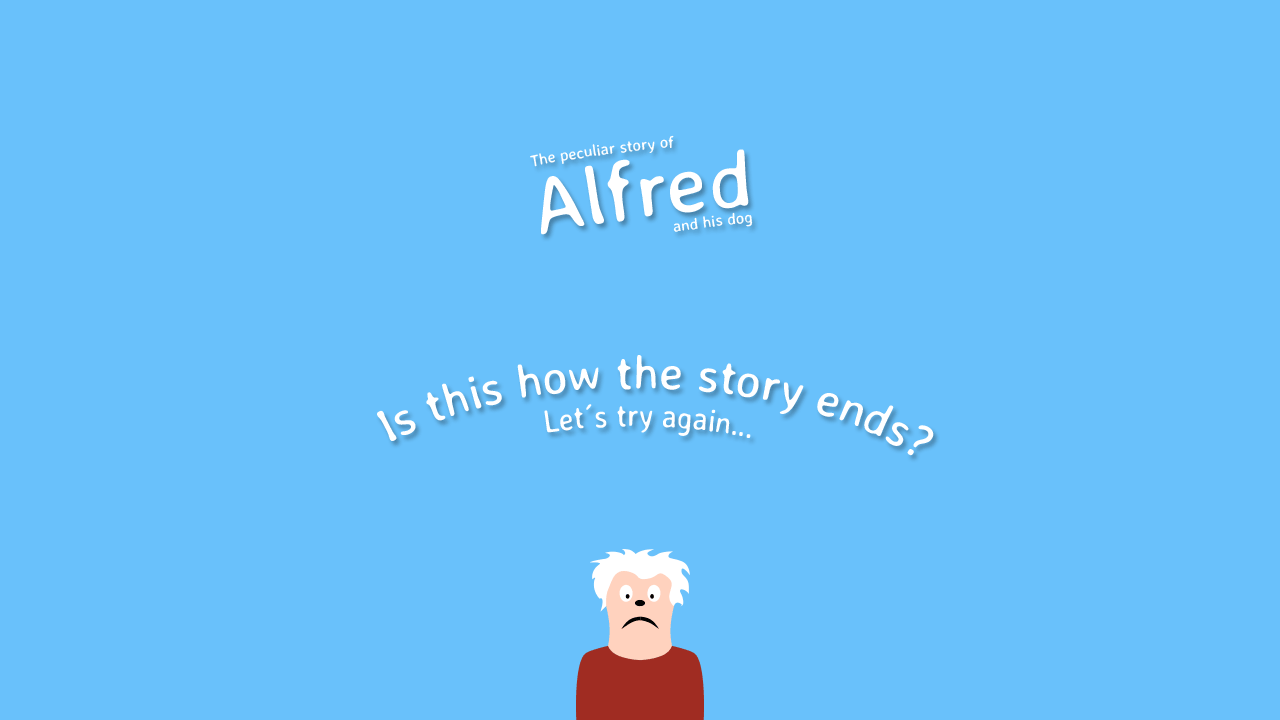 The peculiar story of
Alfred
and his dog
Is this how the story ends?
Let´s try again...